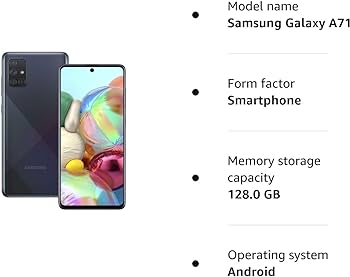 Model name
Samsung Galaxy A71
Form factor
Smartphone
Memory storage
capacity
128.0 GB
Operating system
Android
SAMSUNG